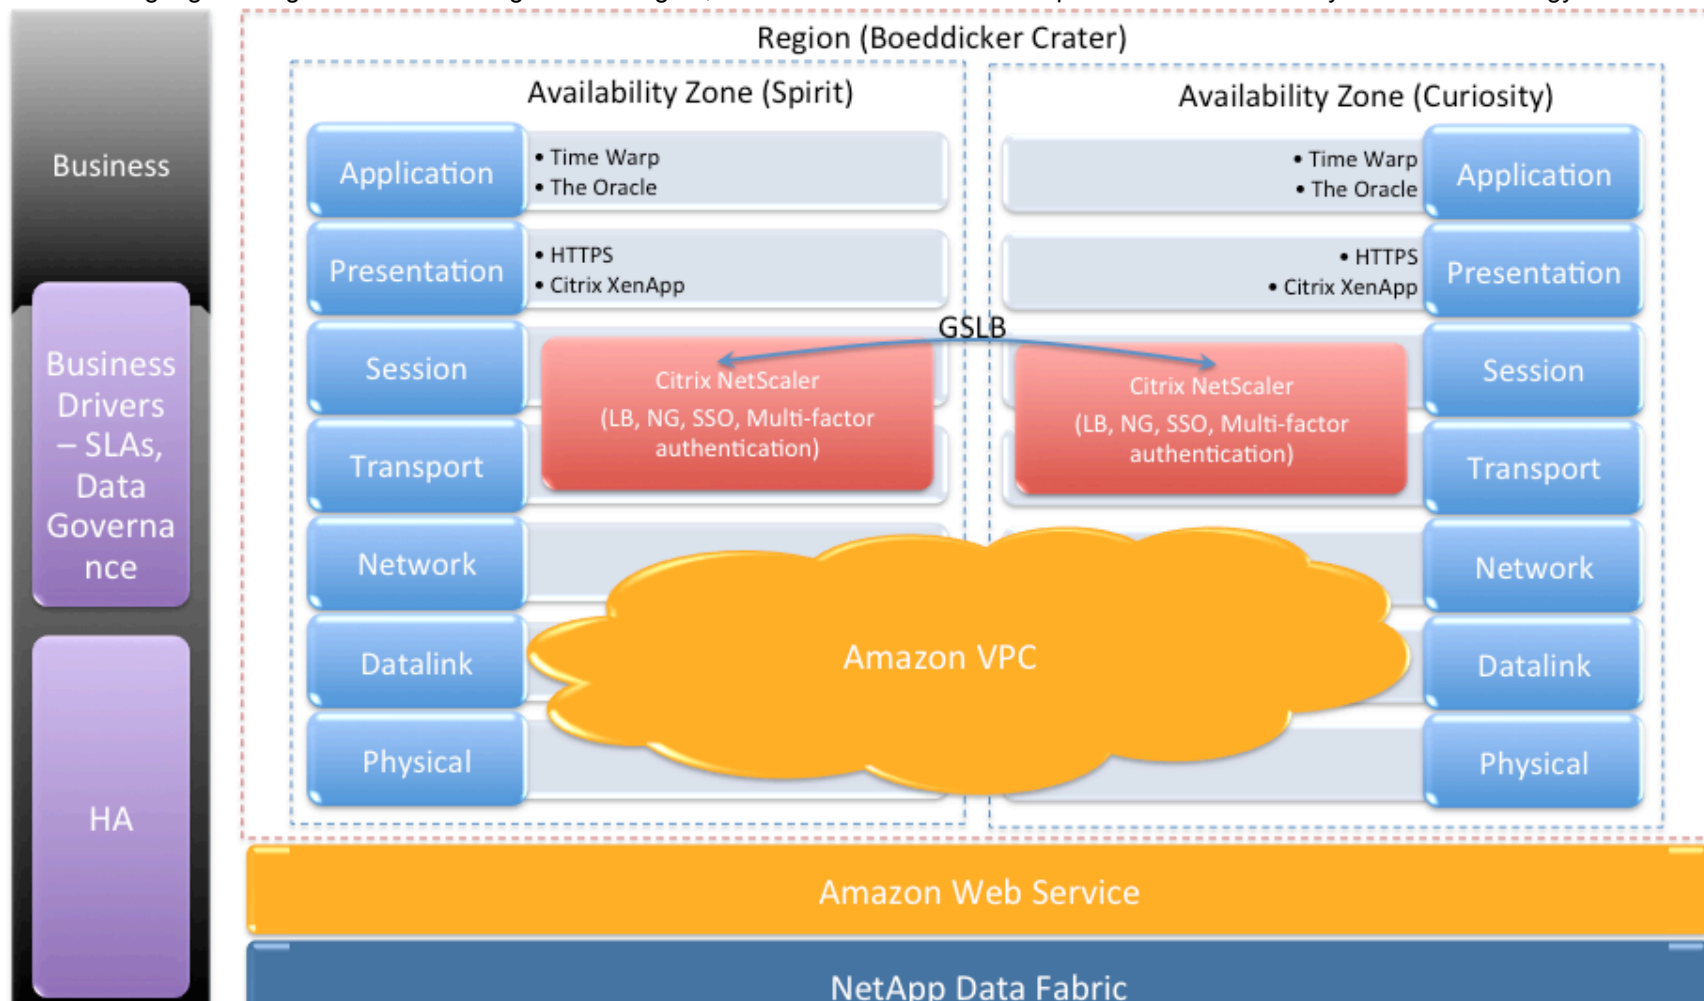 Region (Boeddicker Crater)
Business
Business
Drivers
– SLAs,
Data
Governa
nce
HA
Availability Zone (Spirit)
Application
• Time Warp
• The Oracle
Presentation
• HTTPS
• Citrix XenApp
Session
Transport
Citrix NetScaler
(LB, NG, SSO, Multi-factor
authentication)
Network
Datalink
Physical
GSLB
Availability Zone (Curiosity)
• Time Warp
• The Oracle
Application
• HTTPS
• Citrix XenApp
Presentation
Citrix NetScaler
(LB, NG, SSO, Multi-factor
authentication)
Session
Transport
Network
Datalink
Physical
Amazon VPC
Amazon Web Service
NetApp Data Fabric